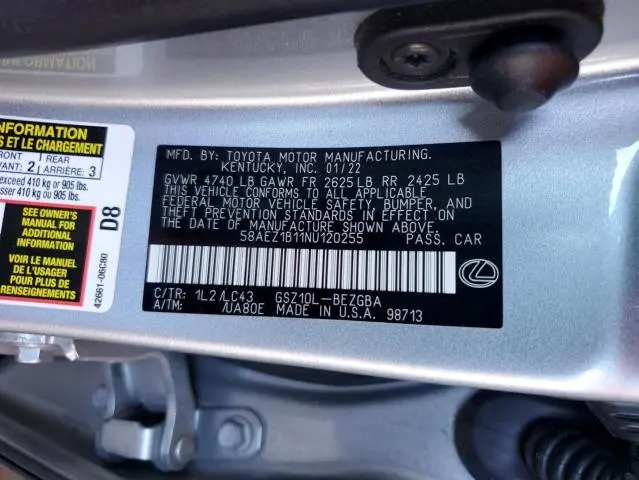 INFORMATION
S ET LE CHARGEMENT
FRONT
VANT: 2
REAR
ARRIÈRE: 3
exceed 410 kg or 905 lbs.
sser 410 kg ou 905 lbs.
SEE OWNER'S
MANUAL FOR
ADDITIONAL
INFORMATION
VOIR LE MANUEL
DE L'USAGER
POUR PLUS DE
RENSEIGNEMENTS
D8
42661-06C80
MFD. BY: TOYOTA MOTOR MANUFACTURING.
KENTUCKY, INC. 01/22
GVWR 4740 LB GAWR FR 2625 LB RR 2425 LB
THIS VEHICLE CONFORMS TO ALL APPLICABLE
FEDERAL MOTOR VEHICLE SAFETY, BUMPER, AND
THEFT PREVENTION STANDARDS IN EFFECT ON
THE DATE OF MANUFACTURE SHOWN ABOVE.
58AEZ1B11NU120255 PASS. CAR
C/TR: 1L2/LC43 GSZ10L-BEZGBA
A/TM: /UA80E MADE IN U.S.A. 98713